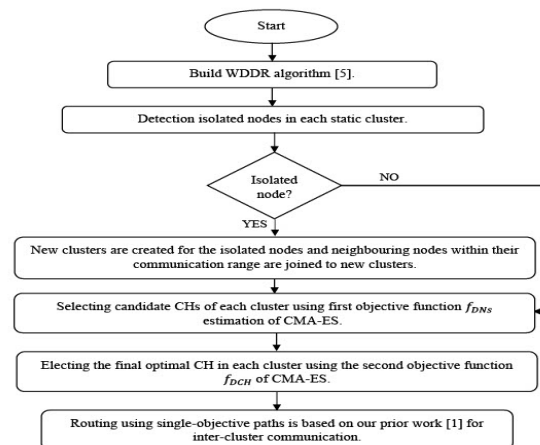 Start
Build WDDR algorithm [5].
Detection isolated nodes in each static cluster.
Isolated
node?
NO
YES
New clusters are created for the isolated nodes and neighbouring nodes within their
communication range are joined to new clusters.
Selecting candidate CHs of each cluster using first objective function f_DNs
estimation of CMA-ES.
Electing the final optimal CH in each cluster using the second objective function
f_DCH of CMA-ES.
Routing using single-objective paths is based on our prior work [1] for
inter-cluster communication.